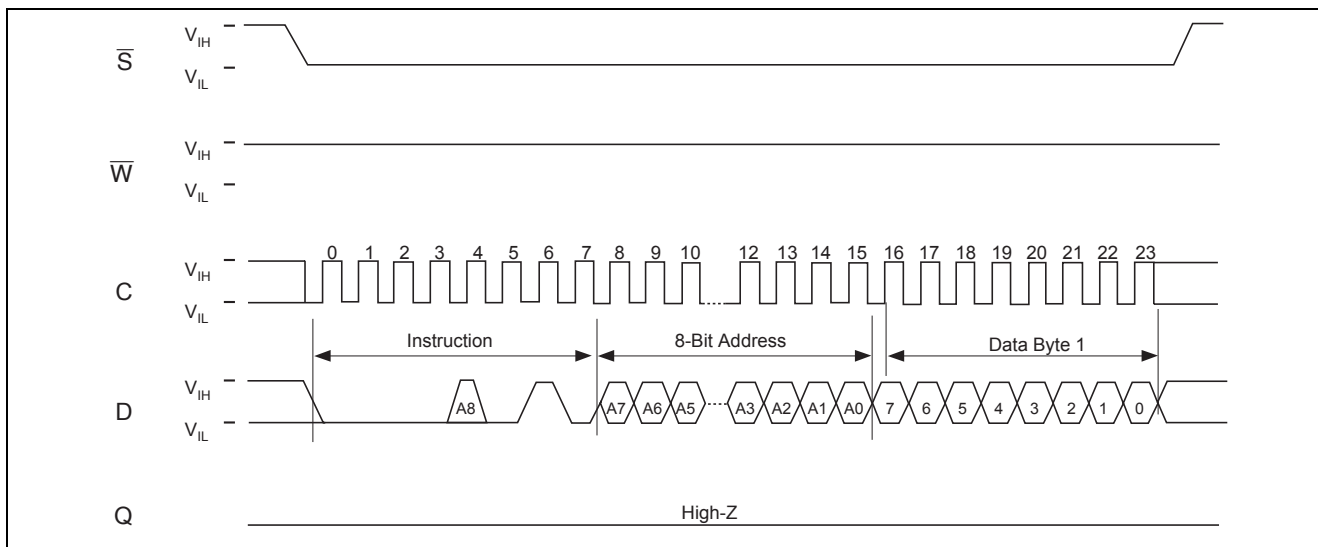 S̅ V_IH
V_IL
W̅ V_IH
V_IL
0 1 2 3 4 5 6 7 8 9 10 12 13 14 15 16 17 18 19 20 21 22 23
C V_IH
V_IL
Instruction 8-Bit Address Data Byte 1
D V_IH
A8 A7 A6 A5 A3 A2 A1 A0 7 6 5 4 3 2 1 0
V_IL
Q High-Z